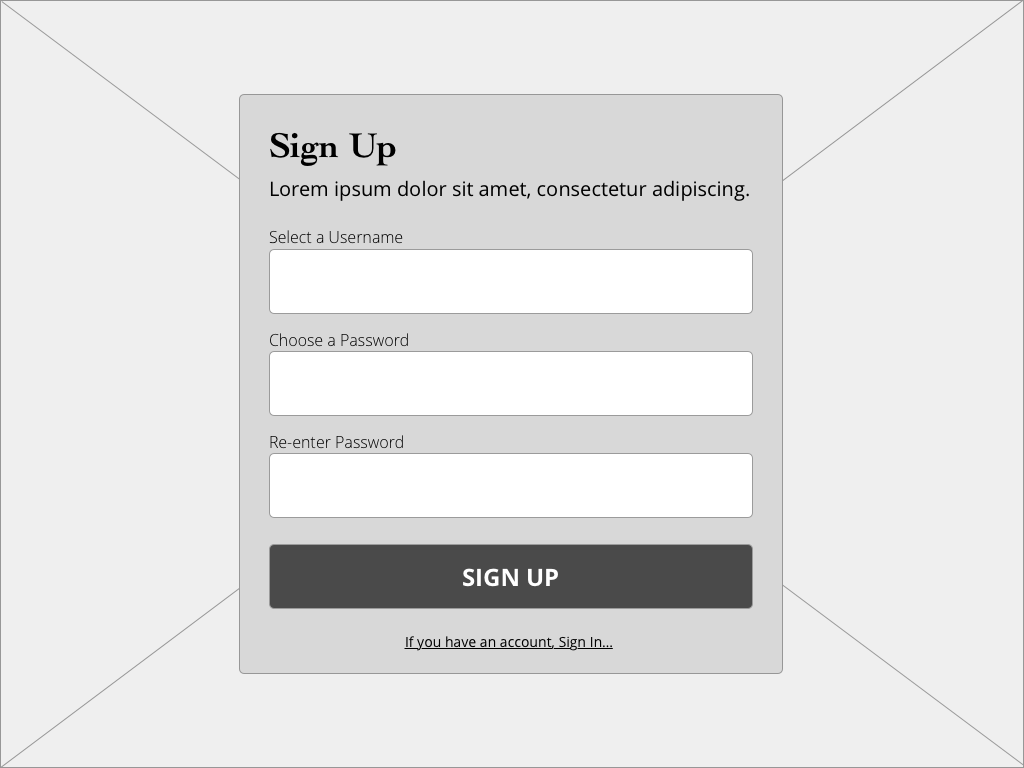 Sign Up
Lorem ipsum dolor sit amet, consectetur adipiscing.
Select a Username
Choose a Password
Re-enter Password
SIGN UP
If you have an account, Sign In...